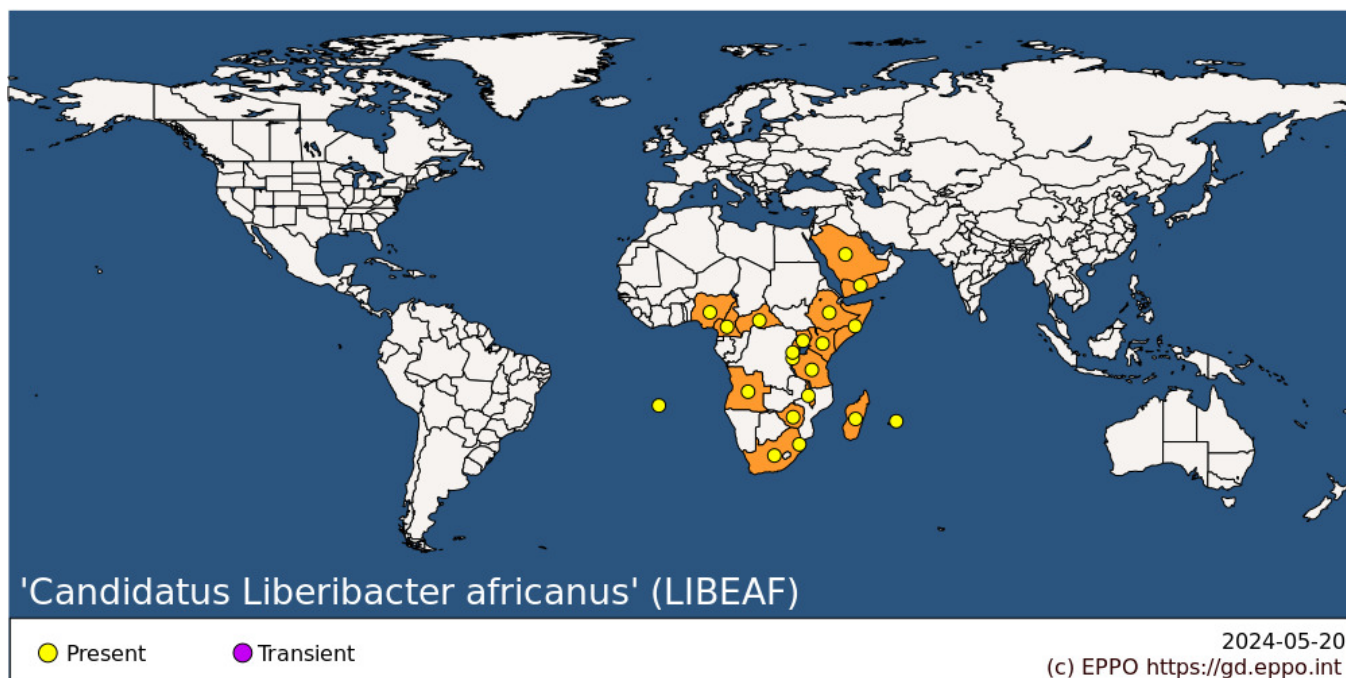 'Candidatus Liberibacter africanus' (LIBEAF)
Present
Transient
2024-05-20
(c) EPPO https://gd.eppo.int